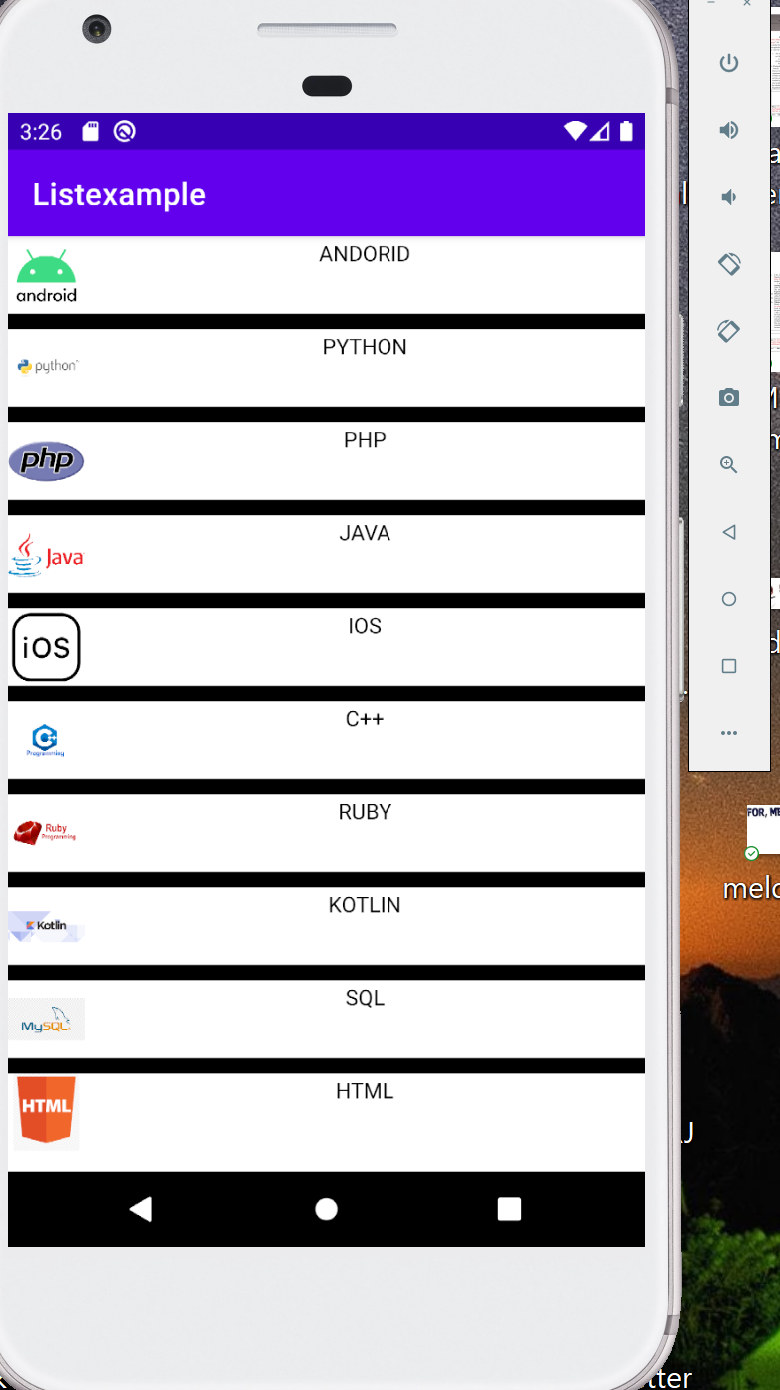 3:26
Listexample
ANDORID
android
PYTHON
python
PHP
php
JAVA
Java
IOS
iOS
C++
Programming
RUBY
Ruby
Programming
KOTLIN
Kotlin
SQL
MySQL
HTML
HTML
FOR, ME
melo
tter